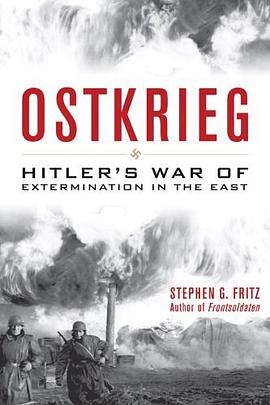 OSTKRIEG
HITLER'S WAR OF
EXTERMINATION IN THE EAST
STEPHEN G. FRITZ
Author of Frontsoldaten